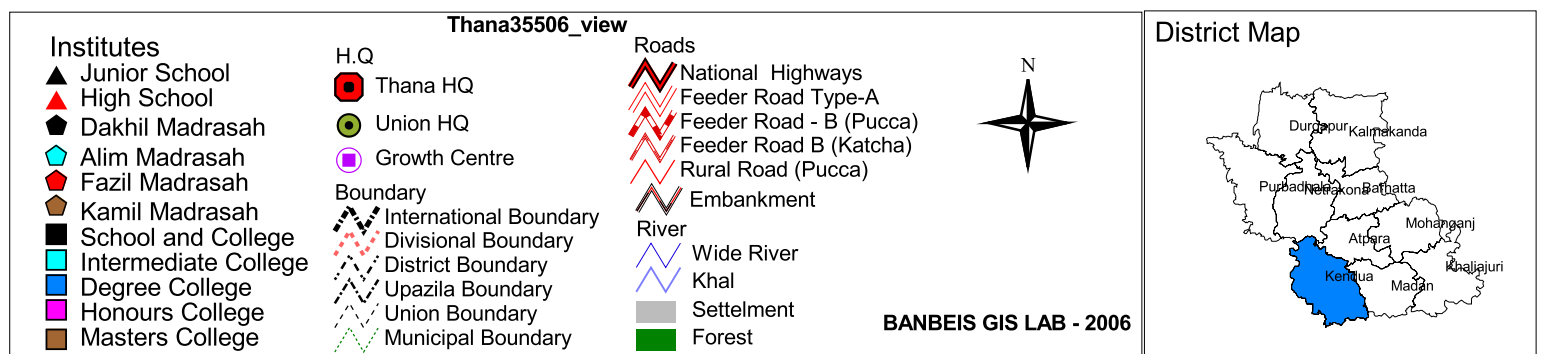 Thana35506_view
Institutes
Junior School
High School
Dakhil Madrasah
Alim Madrasah
Fazil Madrasah
Kamil Madrasah
School and College
Intermediate College
Degree College
Honours College
Masters College
H.Q
Thana HQ
Union HQ
Growth Centre
Boundary
International Boundary
Divisional Boundary
District Boundary
Upazila Boundary
Union Boundary
Municipal Boundary
Roads
National Highways
Feeder Road Type-A
Feeder Road - B (Pucca)
Feeder Road B (Katcha)
Rural Road (Pucca)
Embankment
River
Wide River
Khal
Settelment
Forest
N
BANBEIS GIS LAB - 2006
District Map
Durgapur
Kalmakanda
Purbadhala
Netrakona
Barhatta
Mohanganj
Atpara
Khaliajuri
Kendua
Madan